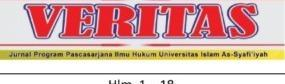 VERITAS
Jurnal Program Pascasarjana Ilmu Hukum Universitas Islam As-Syafi'iyah
Hlm. 1 – 18